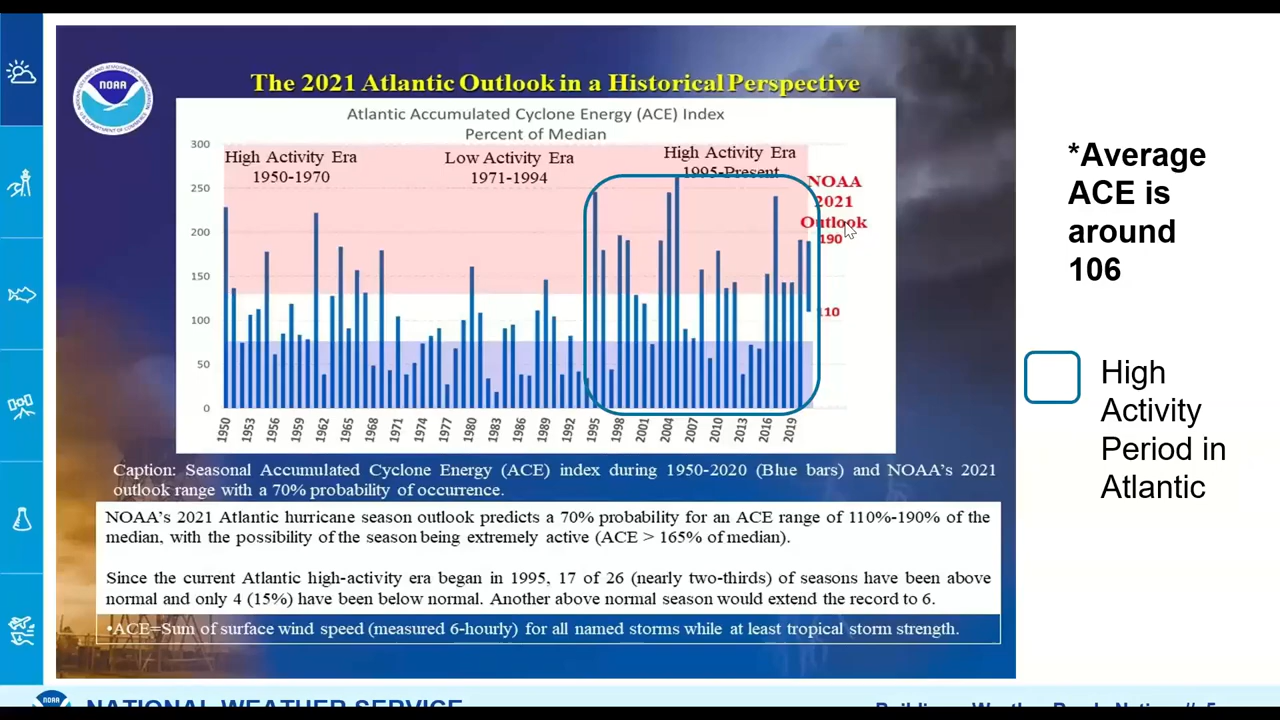 NOAA
The 2021 Atlantic Outlook in a Historical Perspective
Atlantic Accumulated Cyclone Energy (ACE) Index
Percent of Median
300
250
200
150
100
50
0
High Activity Era
1950-1970
Low Activity Era
1971-1994
High Activity Era
1995-Present
NOAA
2021
Outlook
190
110
1950
1953
1956
1959
1962
1965
1968
1971
1974
1977
1980
1983
1986
1989
1992
1995
1998
2001
2004
2007
2010
2013
2016
2019
Caption: Seasonal Accumulated Cyclone Energy (ACE) index during 1950-2020 (Blue bars) and NOAA's 2021
outlook range with a 70% probability of occurrence.
NOAA's 2021 Atlantic hurricane season outlook predicts a 70% probability for an ACE range of 110%-190% of the
median, with the possibility of the season being extremely active (ACE > 165% of median).
Since the current Atlantic high-activity era began in 1995, 17 of 26 (nearly two-thirds) of seasons have been above
normal and only 4 (15%) have been below normal. Another above normal season would extend the record to 6.
•ACE=Sum of surface wind speed (measured 6-hourly) for all named storms while at least tropical storm strength.
*Average
ACE is
around
106
High
Activity
Period in
Atlantic
NOAA
NATIONAL WEATHER SERVICE